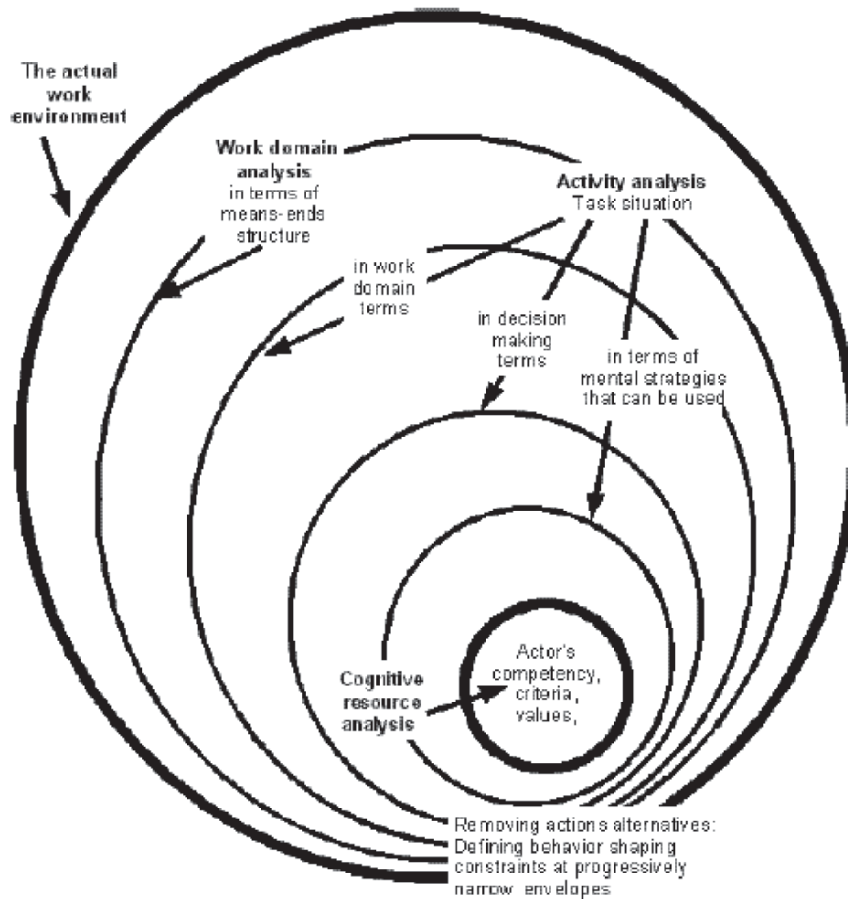 The actual
work
environment
Work domain
analysis
in terms of
means-ends
structure
Activity analysis
Task situation
in work
domain
terms
in decision
making
terms
in terms of
mental strategies
that can be used
Actor's
competency,
criteria,
values,
Cognitive
resource
analysis
Removing actions alternatives:
Defining behavior shaping
constraints at progressively
narrow envelopes